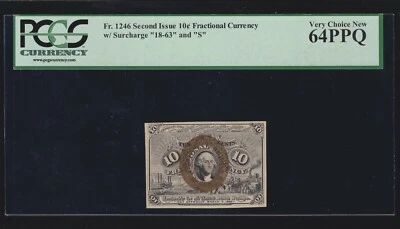 PCGS
CURRENCY
www.pcgscurrency.com
Fr. 1246 Second Issue 10¢ Fractional Currency
w/ Surcharge "18-63" and "S"
Very Choice New
64PPQ
10
10